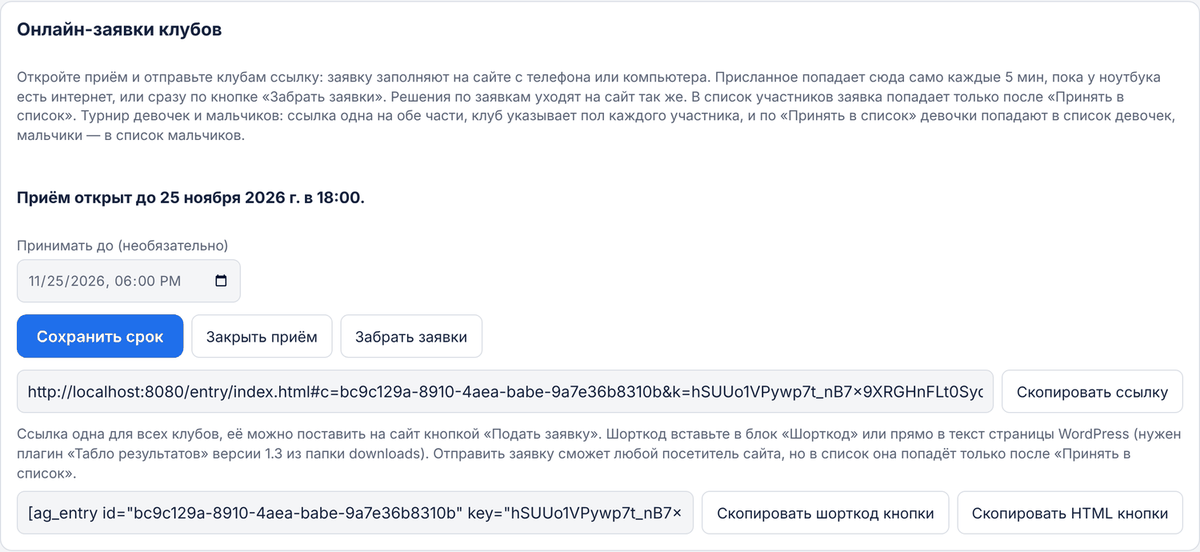 Онлайн-заявки клубов
Откройте приём и отправьте клубам ссылку: заявку заполняют на сайте с телефона или компьютера. Присланное попадает сюда само каждые 5 мин, пока у ноутбука
есть интернет, или сразу по кнопке «Забрать заявки». Решения по заявкам уходят на сайт так же. В список участников заявка попадает только после «Принять в
список». Турнир девочек и мальчиков: ссылка одна на обе части, клуб указывает пол каждого участника, и по «Принять в список» девочки попадают в список девочек,
мальчики — в список мальчиков.
Приём открыт до 25 ноября 2026 г. в 18:00.
Принимать до (необязательно)
11/25/2026, 06:00 PM
Сохранить срок
Закрыть приём
Забрать заявки
http://localhost:8080/entry/index.html#c=bc9c129a-8910-4aea-babe-9a7e36b8310b&k=hSUUo1VPywp7t_nB7×9XRGHnFLt0Syc
Скопировать ссылку
Ссылка одна для всех клубов, её можно поставить на сайт кнопкой «Подать заявку». Шорткод вставьте в блок «Шорткод» или прямо в текст страницы WordPress (нужен
плагин «Табло результатов» версии 1.3 из папки downloads). Отправить заявку сможет любой посетитель сайта, но в список она попадёт только после «Принять в
список».
[ag_entry id="bc9c129a-8910-4aea-babe-9a7e36b8310b" key="hSUUo1VPywp7t_nB7×
Скопировать шорткод кнопки
Скопировать HTML кнопки